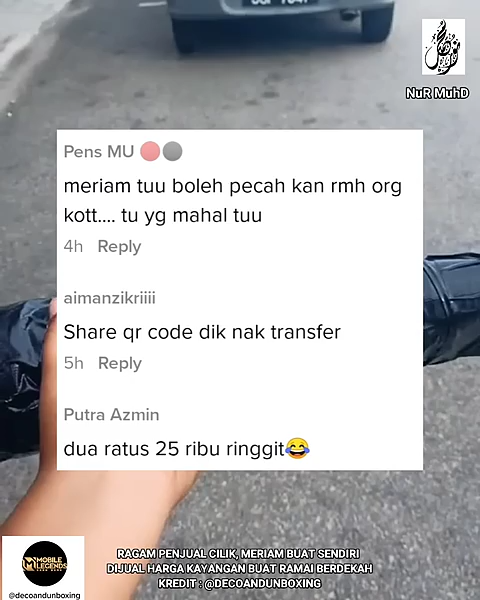 NuR MuhD
Pens MU
meriam tuu boleh pecah kan rmh org
kott.... tu yg mahal tuu
4h Reply
aimanzikriiii
Share qr code dik nak transfer
5h Reply
Putra Azmin
dua ratus 25 ribu ringgit😂
MOBILE
LEGENDS
@decoandunboxing
RAGAM PENJUAL CILIK, MERIAM BUAT SENDIRI
DIJUAL HARGA KAYANGAN BUAT RAMAI BERDEKAH
KREDIT : @DECOANDUNBOXING